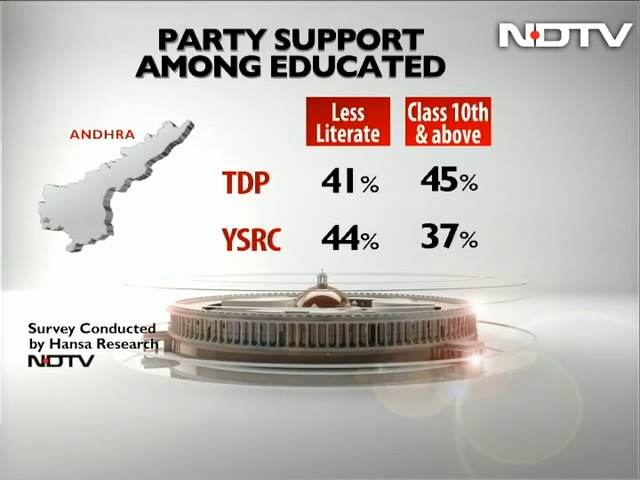 PARTY SUPPORT
AMONG EDUCATED
NDTV
ANDHRA
Less
Literate
Class 10th
& above
TDP 41% 45%
YSRC 44% 37%
Survey Conducted
by Hansa Research
NDTV